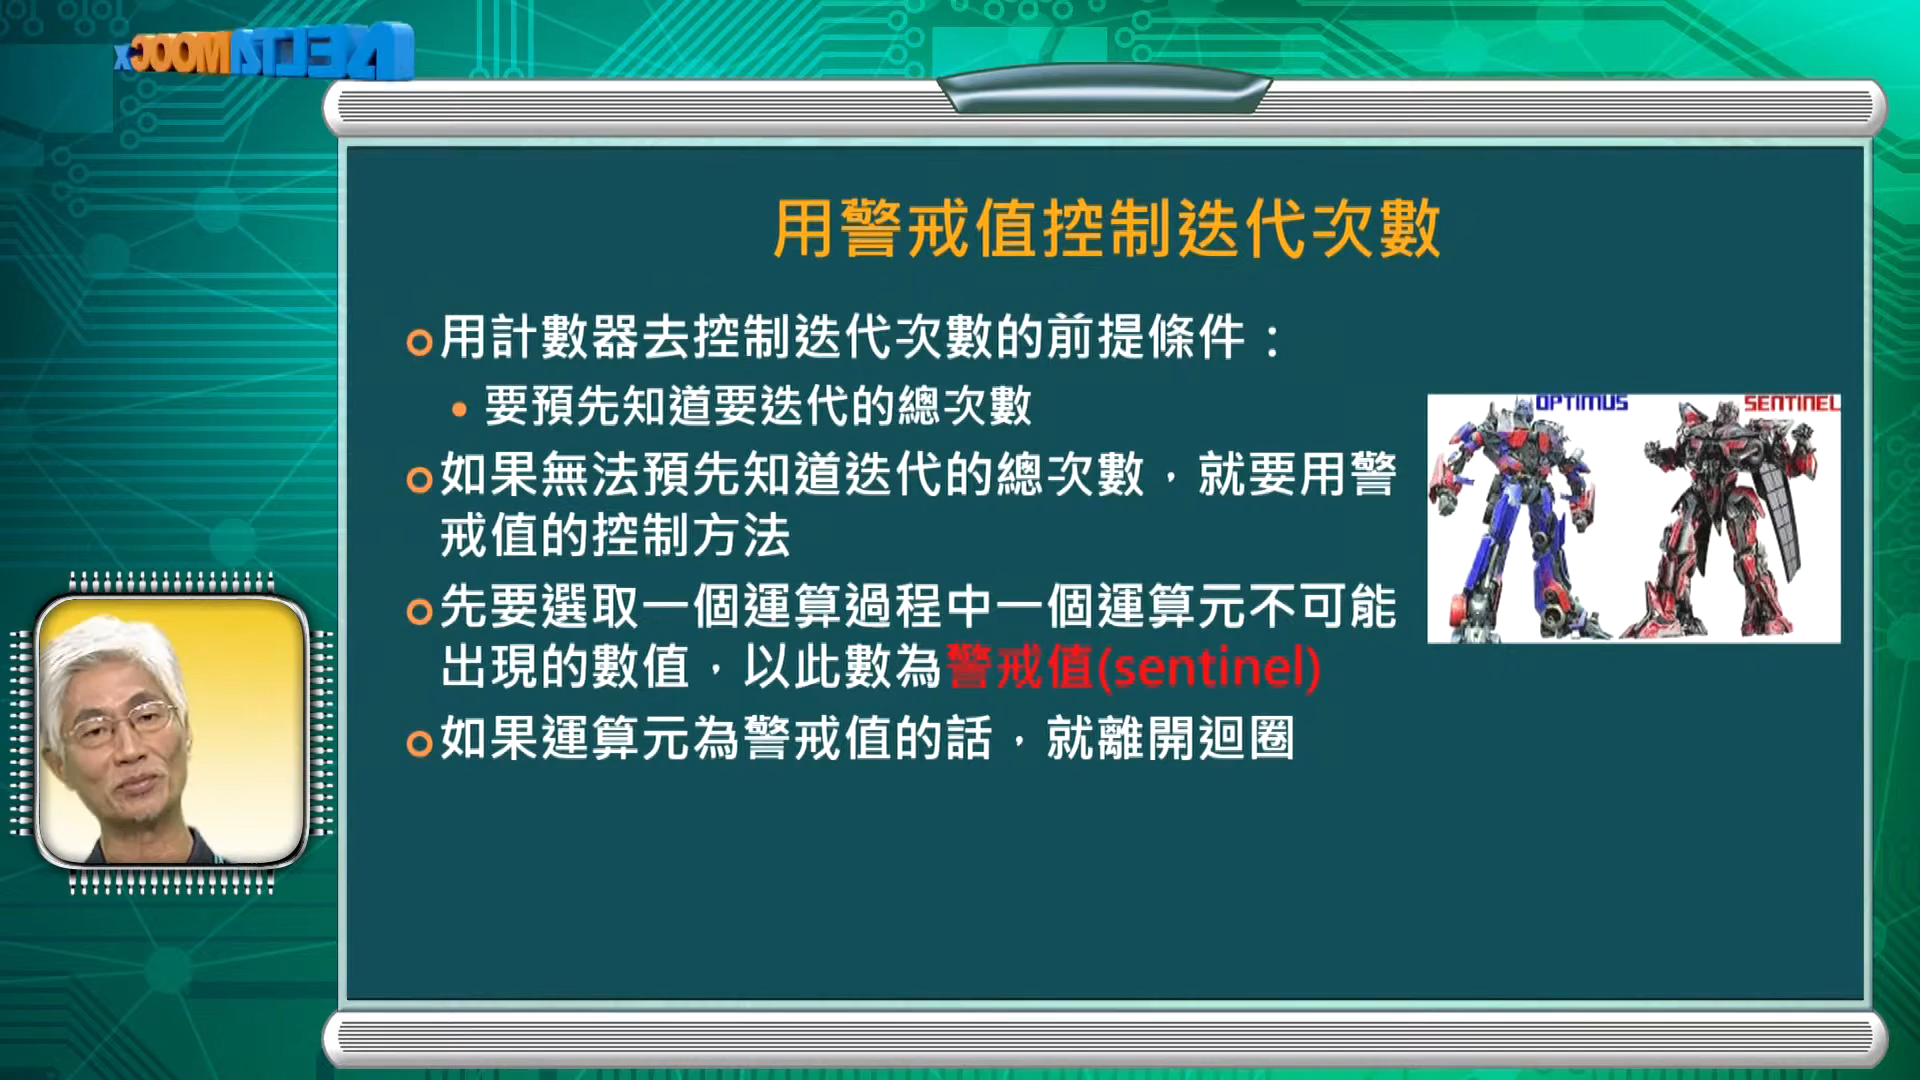 DELTAMOOCx
用警戒值控制迭代次數
用計數器去控制迭代次數的前提條件：
要預先知道要迭代的總次數
如果無法預先知道迭代的總次數，就要用警
戒值的控制方法
先要選取一個運算過程中一個運算元不可能
出現的數值，以此數為警戒值(sentinel)
如果運算元為警戒值的話，就離開迴圈
OPTIMUS
SENTINEL